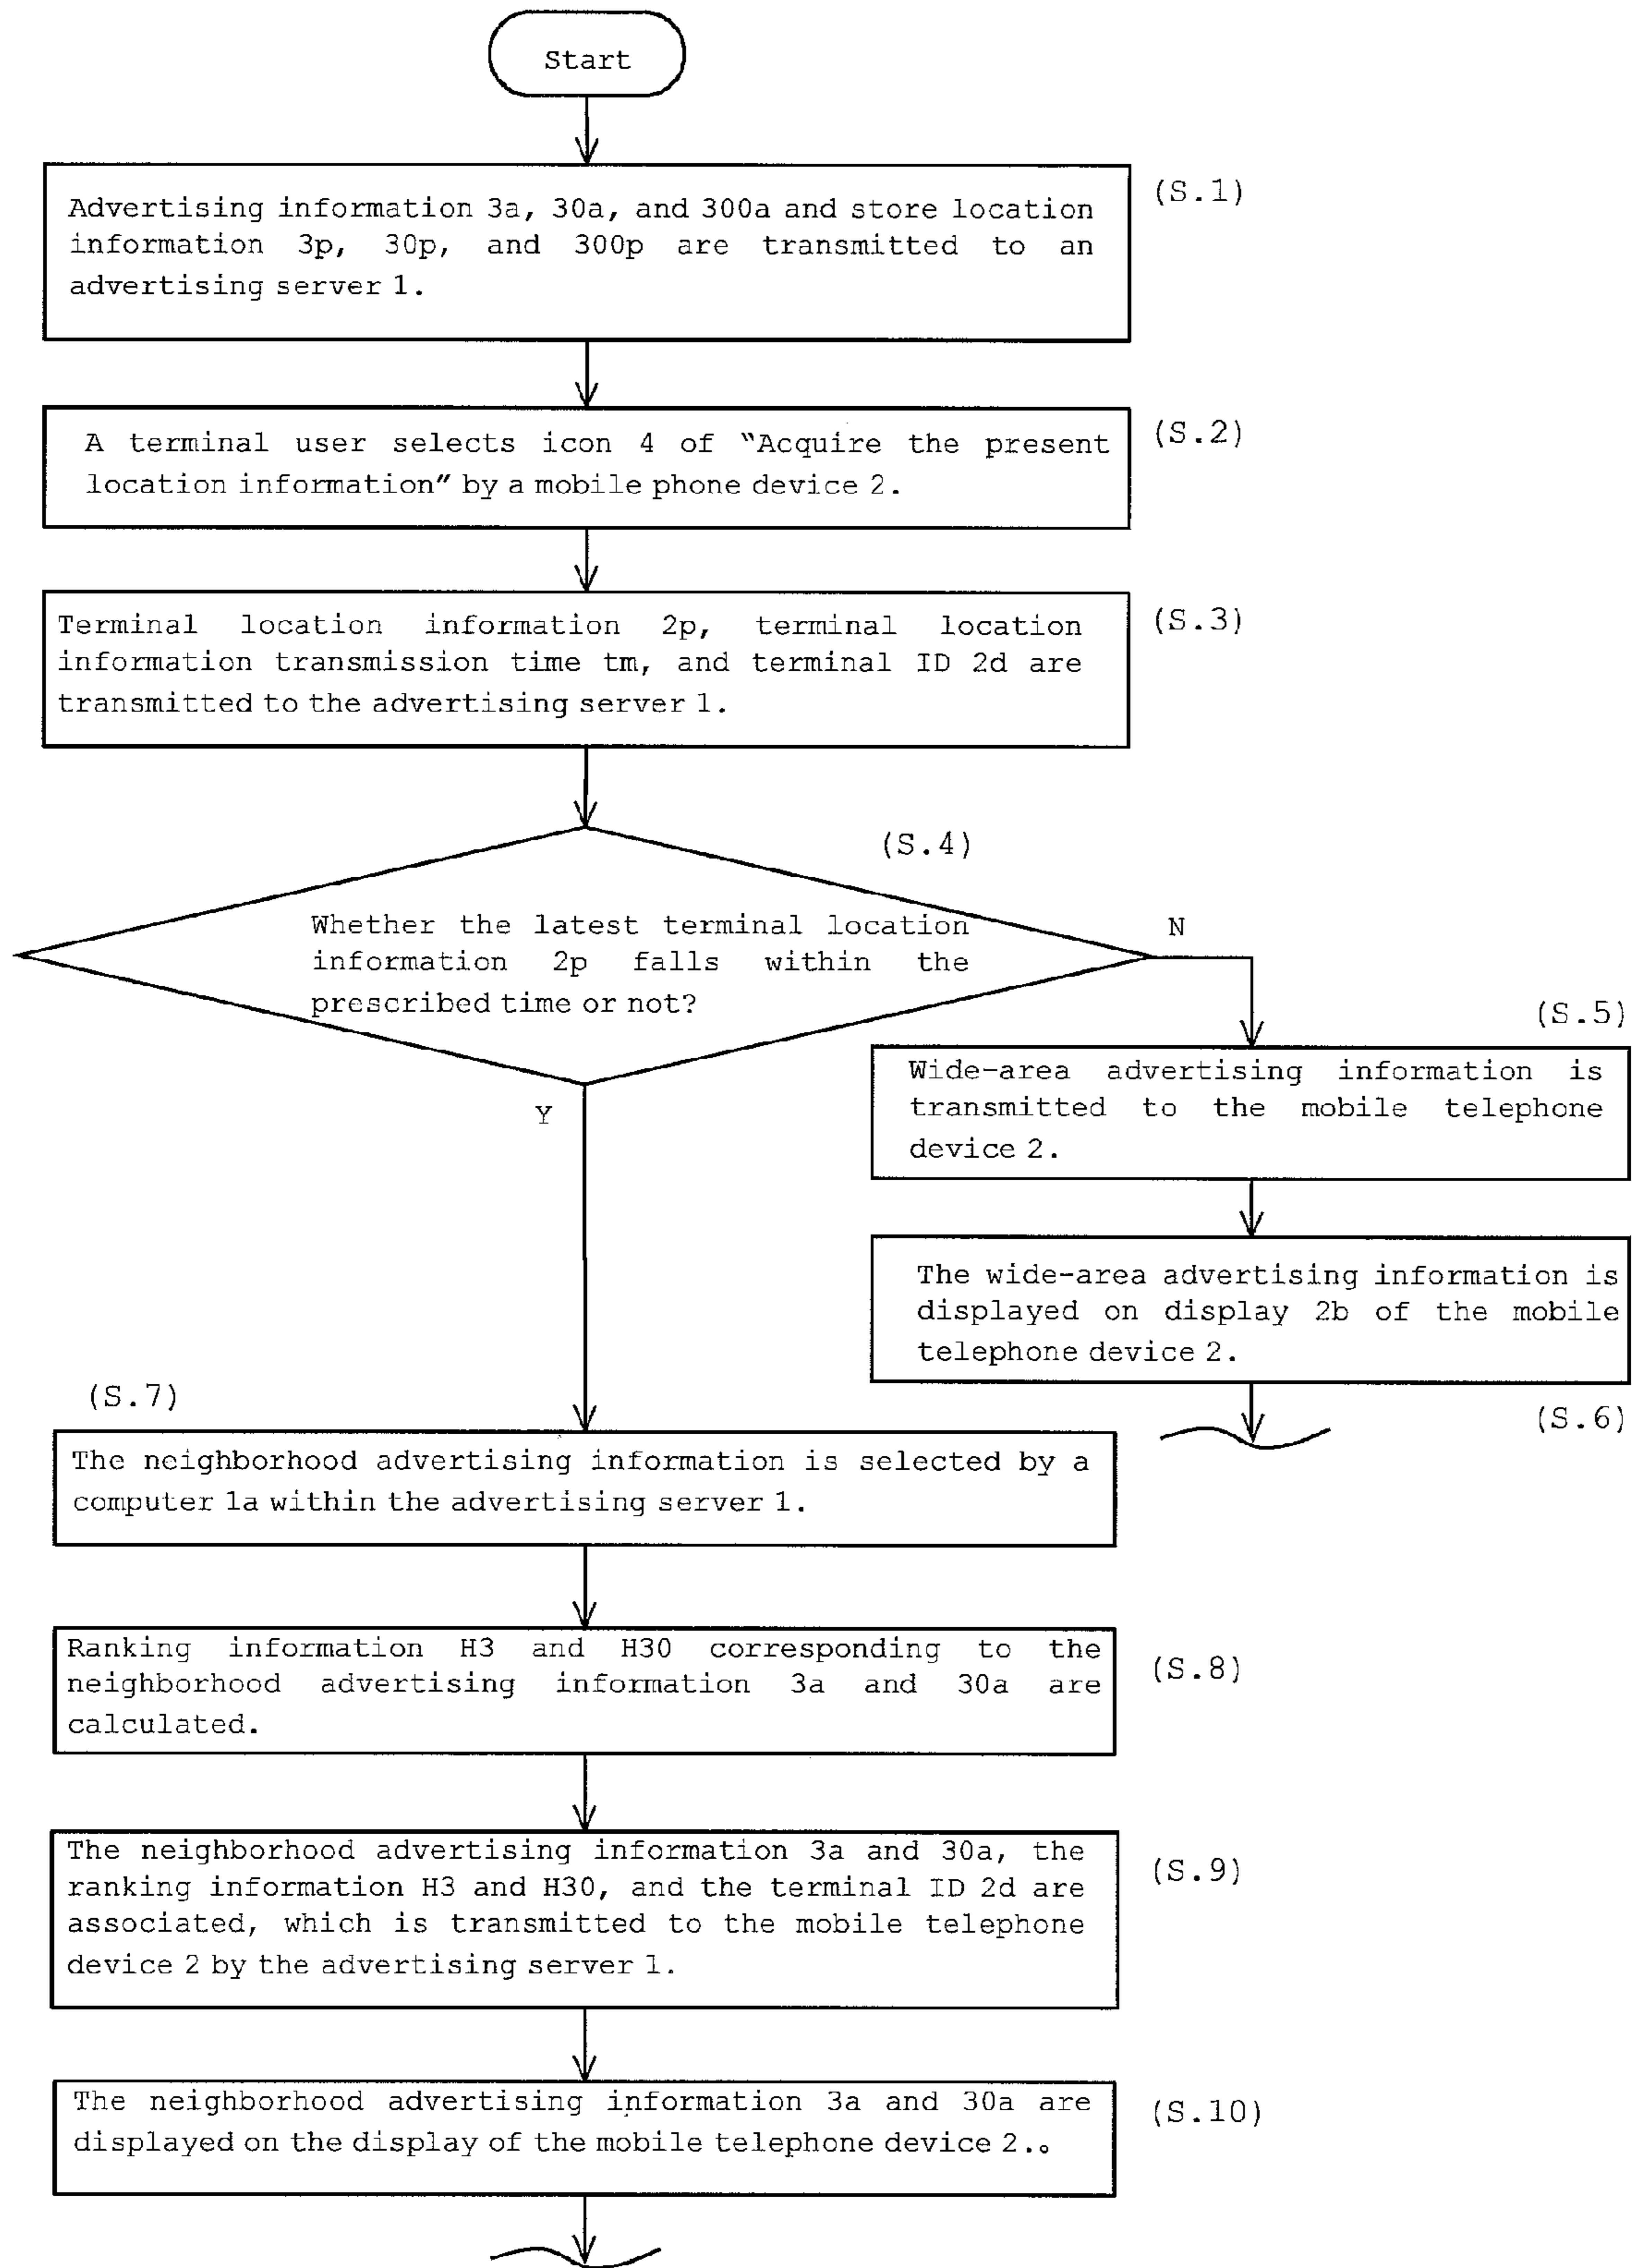 Start
(S.1)
Advertising information 3a, 30a, and 300a and store location
information 3p, 30p, and 300p are transmitted to an
advertising server 1.
(S.2)
A terminal user selects icon 4 of "Acquire the present
location information" by a mobile phone device 2.
(S.3)
Terminal location information 2p, terminal location
information transmission time tm, and terminal ID 2d are
transmitted to the advertising server 1.
(S.4)
Whether the latest terminal location
information 2p falls within the
prescribed time or not?
N
Y
(S.5)
Wide-area advertising information is
transmitted to the mobile telephone
device 2.
The wide-area advertising information is
displayed on display 2b of the mobile
telephone device 2.
(S.6)
(S.7)
The neighborhood advertising information is selected by a
computer 1a within the advertising server 1.
Ranking information H3 and H30 corresponding to the
neighborhood advertising information 3a and 30a are
calculated.
(S.8)
The neighborhood advertising information 3a and 30a, the
ranking information H3 and H30, and the terminal ID 2d are
associated, which is transmitted to the mobile telephone
device 2 by the advertising server 1.
(S.9)
The neighborhood advertising information 3a and 30a are
displayed on the display of the mobile telephone device 2.。
(S.10)